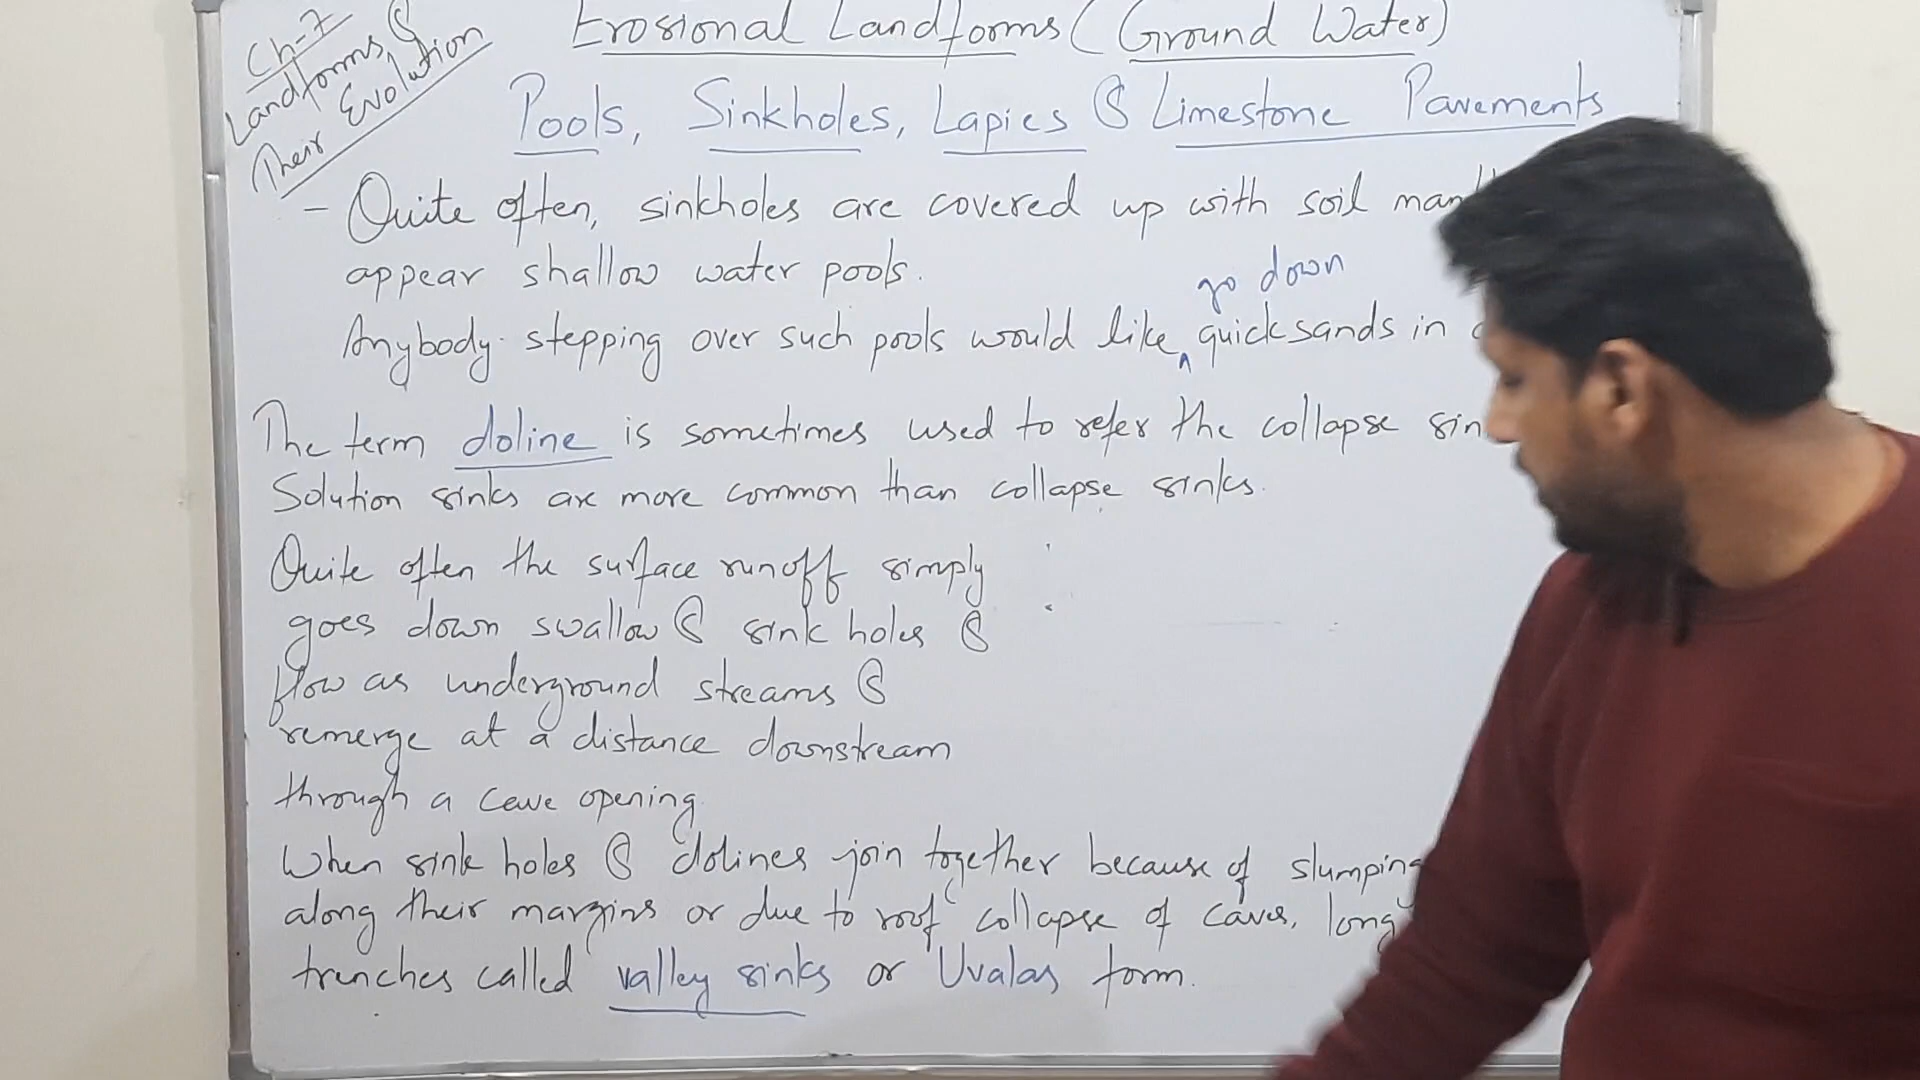 Ch-7
Landforms &
Their Evolution
Erosional Landforms (Ground Water)
Pools, Sinkholes, Lapies & Limestone Pavements
- Quite often, sinkholes are covered up with soil
appear shallow water pools.
go down
Anybody stepping over such pools would like quicksands in
The term doline is sometimes used to refer the collapse
Solution sinks are more common than collapse sinks.
Quite often the surface runoff simply
goes down swallow & sink holes &
flow as underground streams &
remerge at a distance downstream
through a cave opening
When sink holes & dolines join together because of slumping
along their margins or due to roof collapse of caves, long
trenches called valley sinks or Uvalas form.